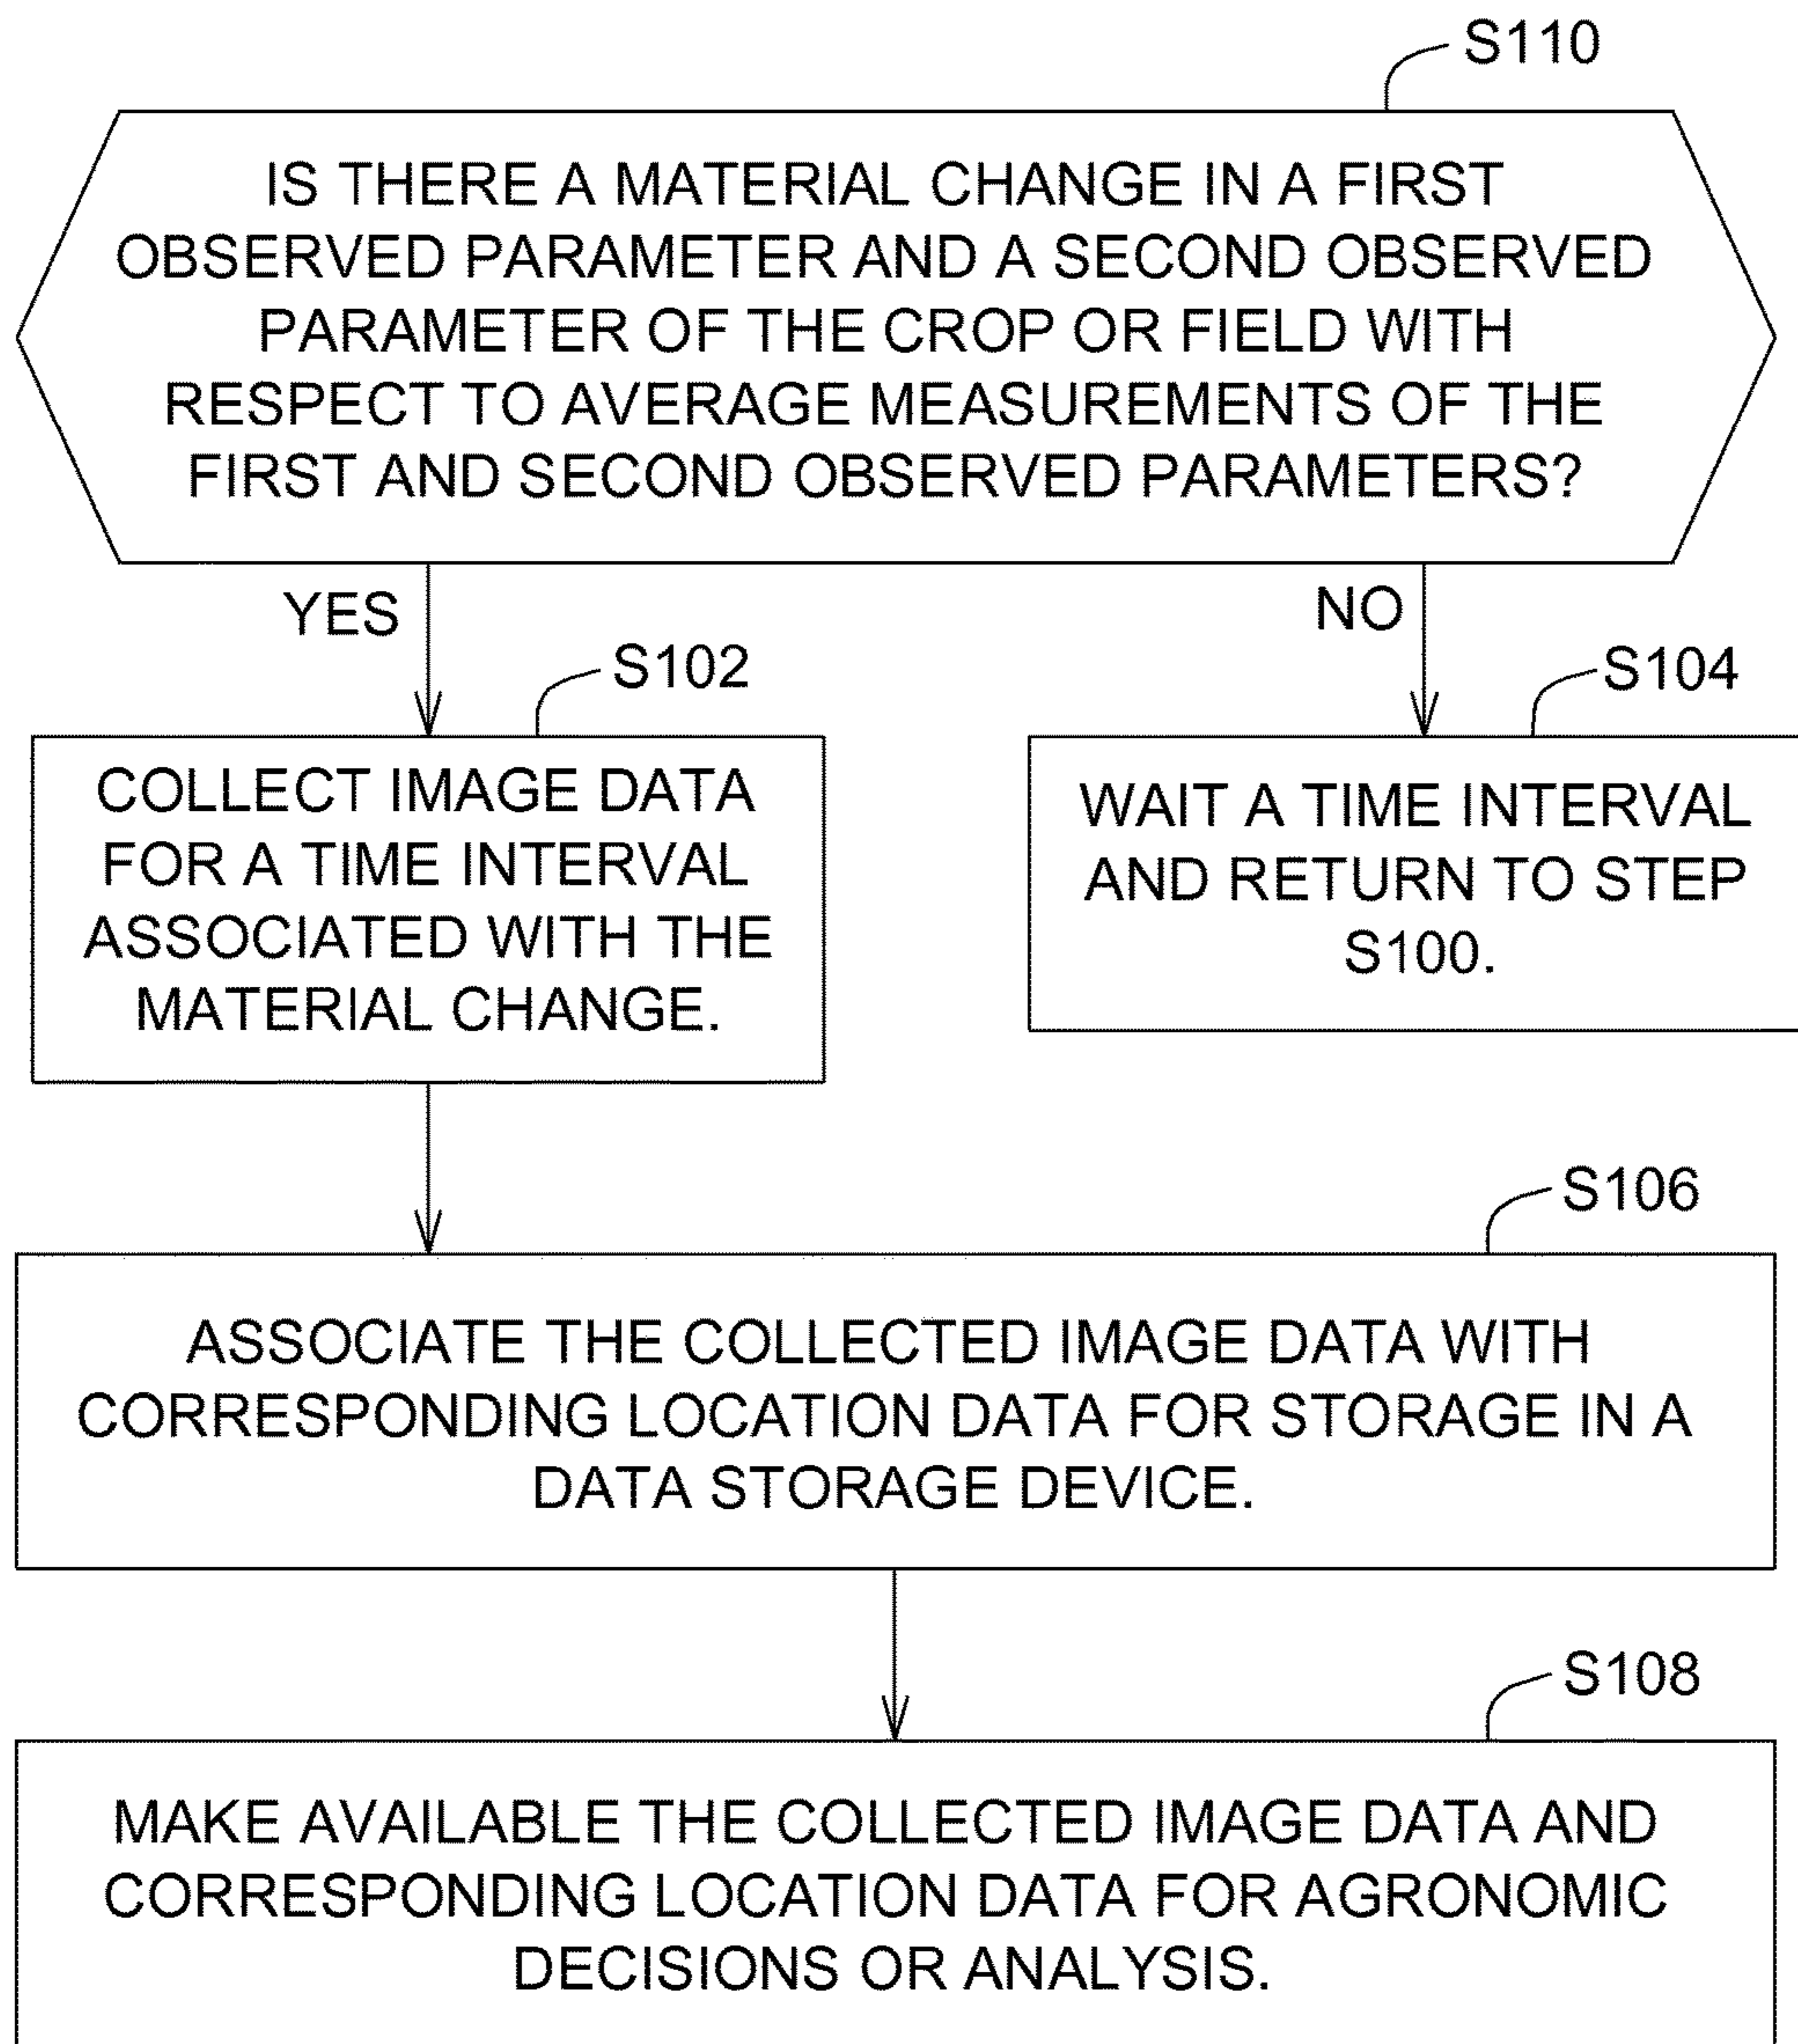 S110
IS THERE A MATERIAL CHANGE IN A FIRST
OBSERVED PARAMETER AND A SECOND OBSERVED
PARAMETER OF THE CROP OR FIELD WITH
RESPECT TO AVERAGE MEASUREMENTS OF THE
FIRST AND SECOND OBSERVED PARAMETERS?
YES
NO
S102
S104
COLLECT IMAGE DATA
FOR A TIME INTERVAL
ASSOCIATED WITH THE
MATERIAL CHANGE.
WAIT A TIME INTERVAL
AND RETURN TO STEP
S100.
S106
ASSOCIATE THE COLLECTED IMAGE DATA WITH
CORRESPONDING LOCATION DATA FOR STORAGE IN A
DATA STORAGE DEVICE.
S108
MAKE AVAILABLE THE COLLECTED IMAGE DATA AND
CORRESPONDING LOCATION DATA FOR AGRONOMIC
DECISIONS OR ANALYSIS.